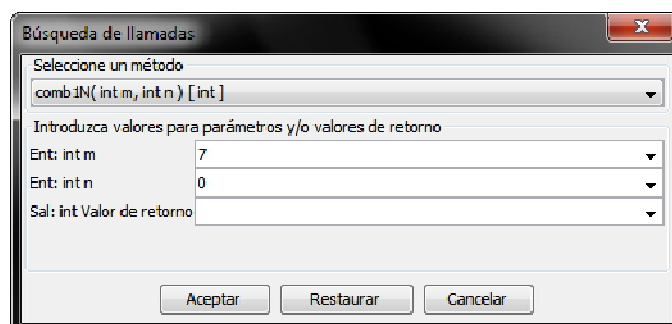 Búsqueda de llamadas
Seleccione un método
comb1N( int m, int n ) [int]
Introduzca valores para parámetros y/o valores de retorno
Ent: int m 7
Ent: int n 0
Sal: int Valor de retorno
Aceptar Restaurar Cancelar